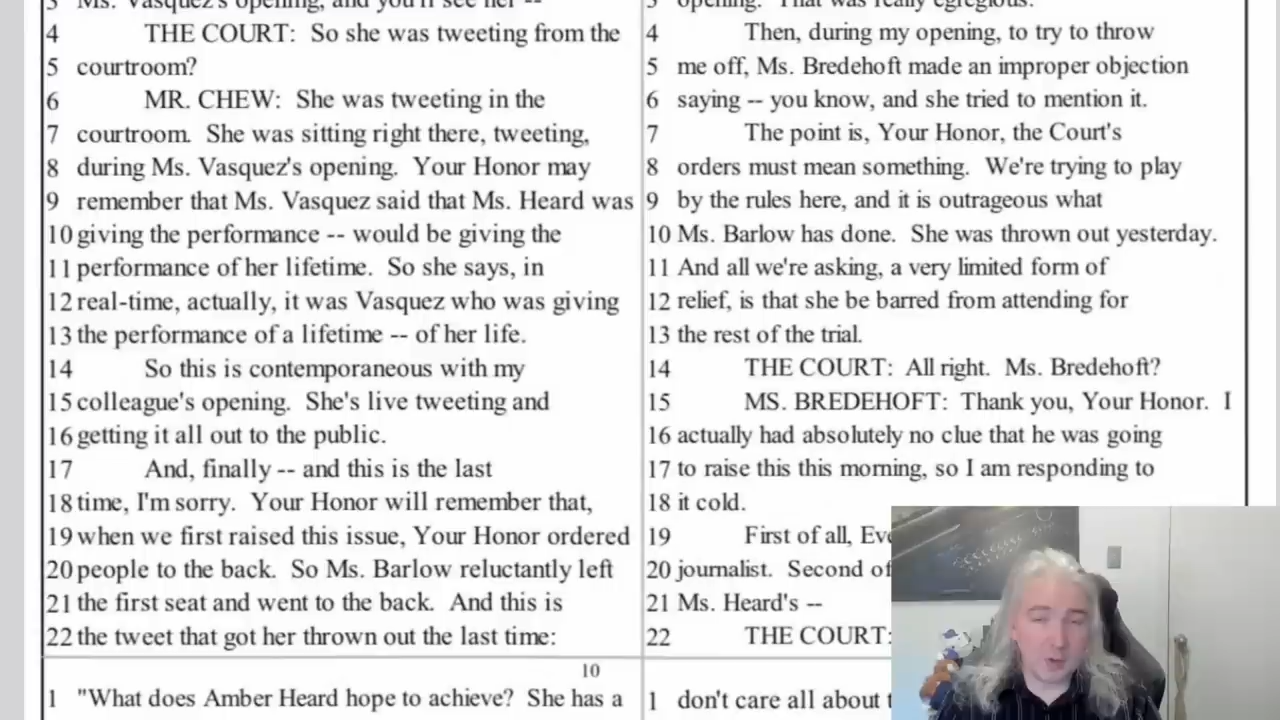 3 Ms. Vasquez's opening, and you'll see her --
4 THE COURT: So she was tweeting from the
5 courtroom?
6 MR. CHEW: She was tweeting in the
7 courtroom. She was sitting right there, tweeting,
8 during Ms. Vasquez's opening. Your Honor may
9 remember that Ms. Vasquez said that Ms. Heard was
10 giving the performance -- would be giving the
11 performance of her lifetime. So she says, in
12 real-time, actually, it was Vasquez who was giving
13 the performance of a lifetime -- of her life.
14 So this is contemporaneous with my
15 colleague's opening. She's live tweeting and
16 getting it all out to the public.
17 And, finally -- and this is the last
18 time, I'm sorry. Your Honor will remember that,
19 when we first raised this issue, Your Honor ordered
20 people to the back. So Ms. Barlow reluctantly left
21 the first seat and went to the back. And this is
22 the tweet that got her thrown out the last time:
10
1 "What does Amber Heard hope to achieve? She has a
3 opening. That was really egregious.
4 Then, during my opening, to try to throw
5 me off, Ms. Bredehoft made an improper objection
6 saying -- you know, and she tried to mention it.
7 The point is, Your Honor, the Court's
8 orders must mean something. We're trying to play
9 by the rules here, and it is outrageous what
10 Ms. Barlow has done. She was thrown out yesterday.
11 And all we're asking, a very limited form of
12 relief, is that she be barred from attending for
13 the rest of the trial.
14 THE COURT: All right. Ms. Bredehoft?
15 MS. BREDEHOFT: Thank you, Your Honor. I
16 actually had absolutely no clue that he was going
17 to raise this this morning, so I am responding to
18 it cold.
19 First of all,
20 journalist. Second
21 Ms. Heard's --
22 THE COURT:
1 don't care all about